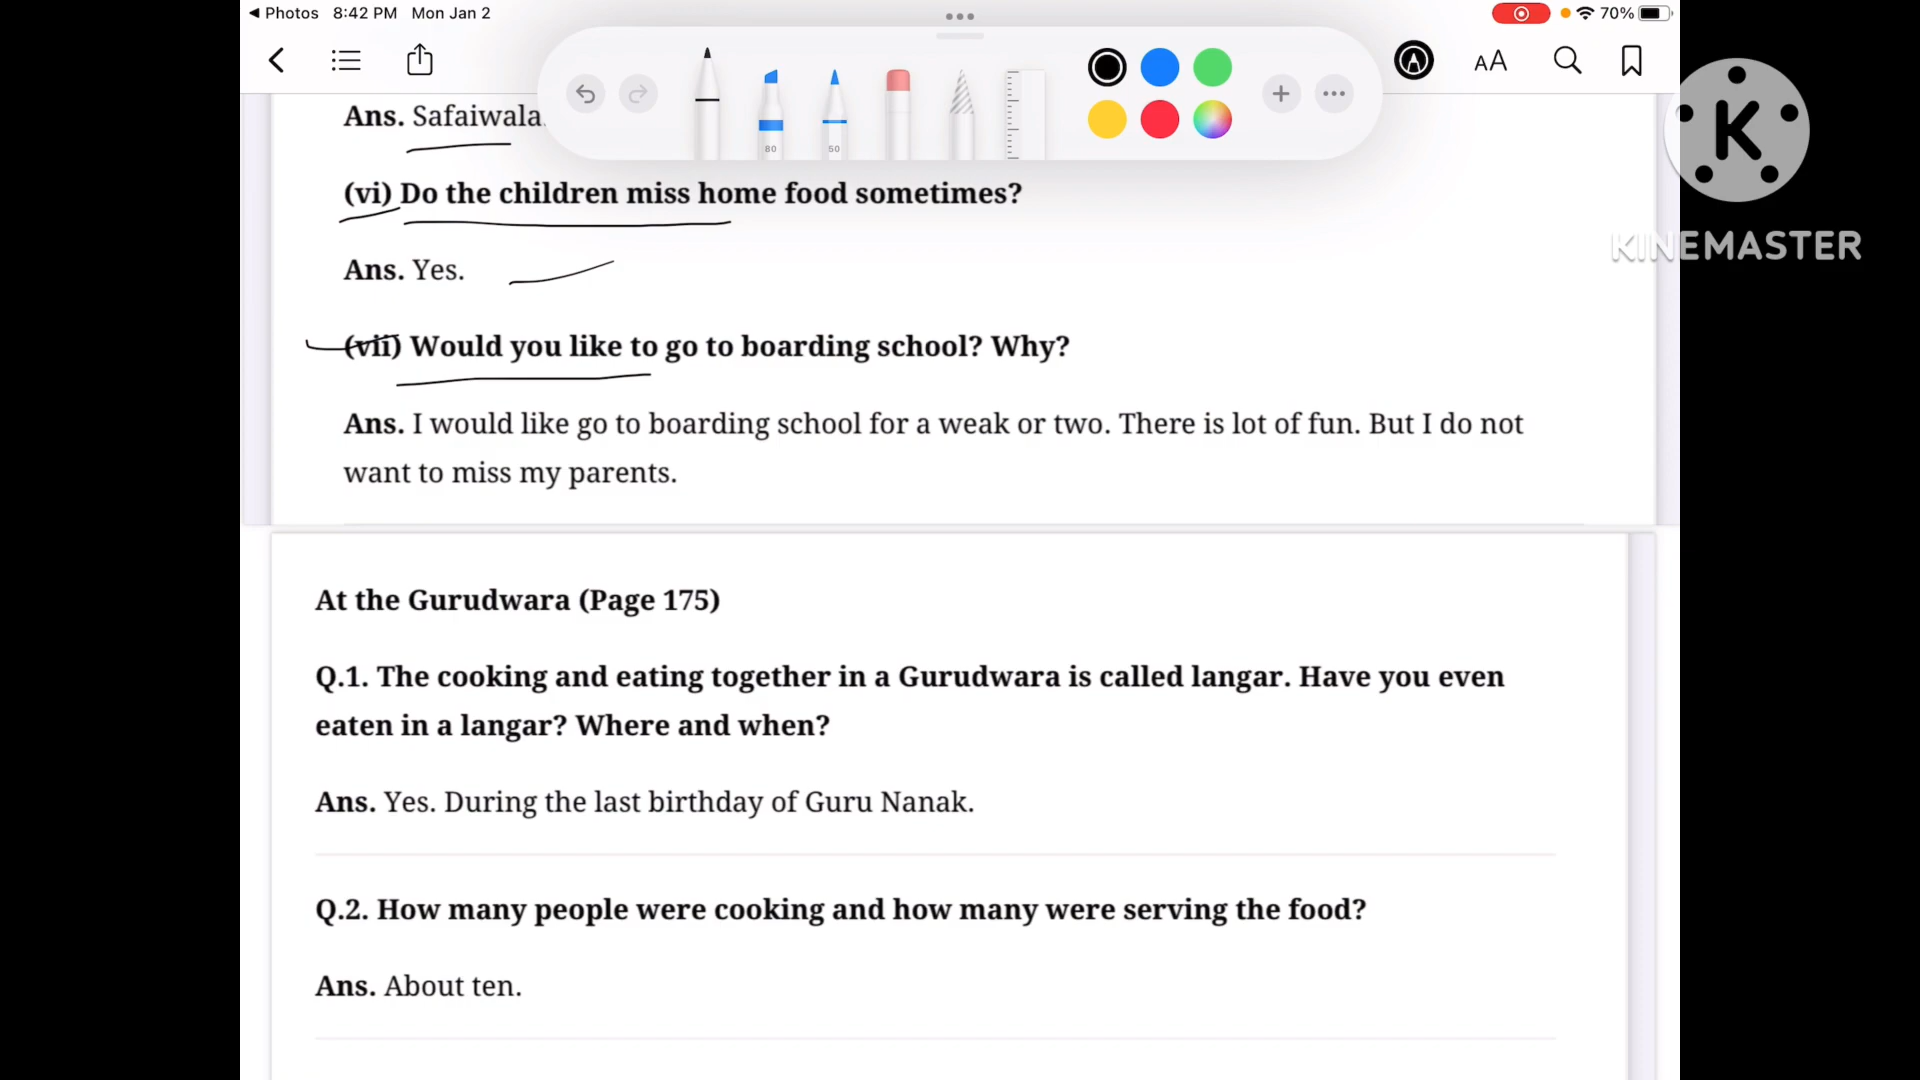 Photos 8:42 PM Mon Jan 2
70%
AA
80
50
K
KINEMASTER
Ans. Safaiwala.
(vi) Do the children miss home food sometimes?
Ans. Yes.
(vii) Would you like to go to boarding school? Why?
Ans. I would like go to boarding school for a weak or two. There is lot of fun. But I do not
want to miss my parents.
At the Gurudwara (Page 175)
Q.1. The cooking and eating together in a Gurudwara is called langar. Have you even
eaten in a langar? Where and when?
Ans. Yes. During the last birthday of Guru Nanak.
Q.2. How many people were cooking and how many were serving the food?
Ans. About ten.